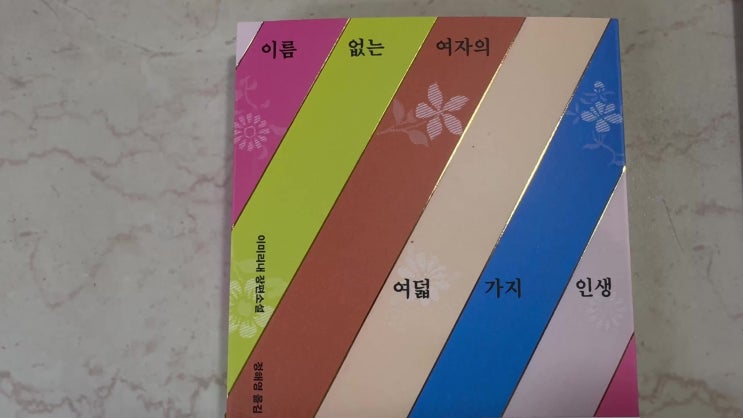 이름 없는 여자의
여덟 가지 인생
이미리내 장편소설
정해영 옮김